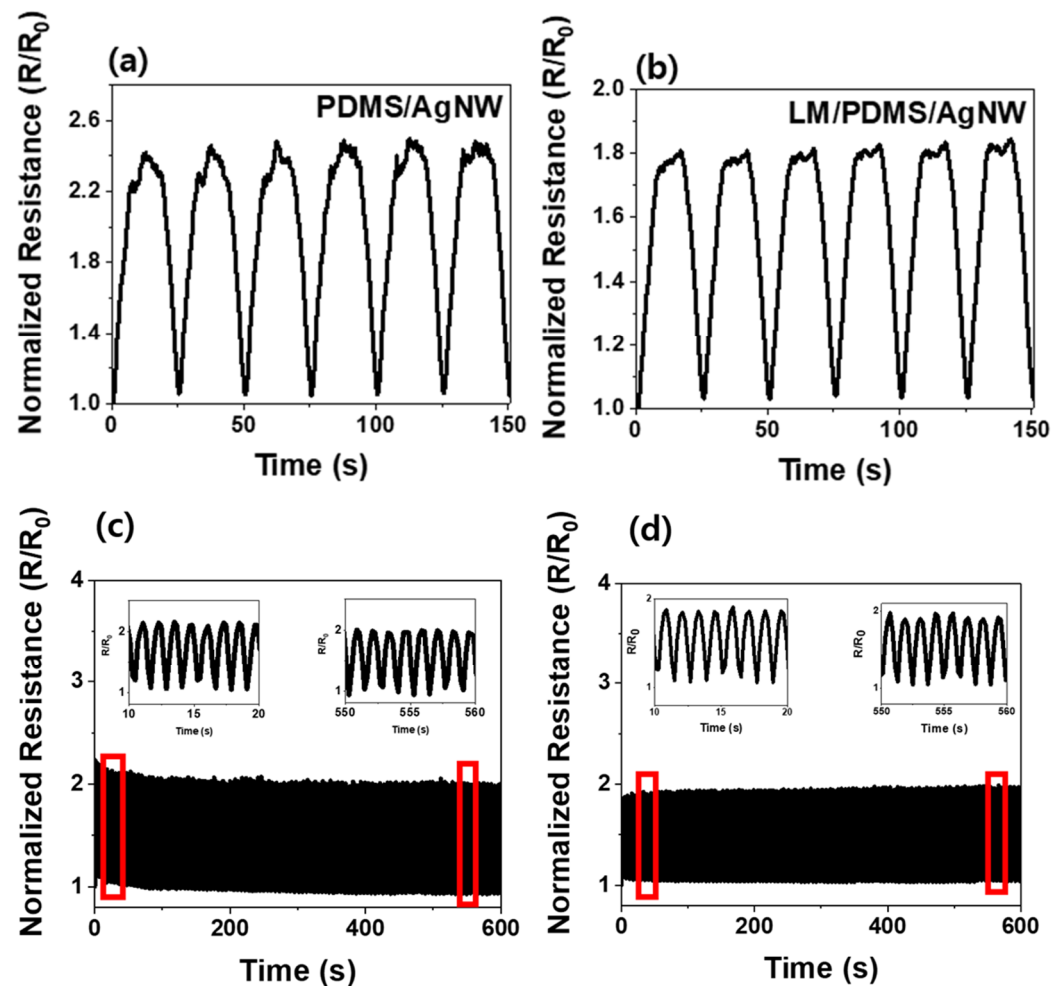 (a)
PDMS/AgNW
Normalized Resistance (R/R₀)
2.6
2.2
1.8
1.4
1.0
0
50
100
150
Time (s)
(b)
LM/PDMS/AgNW
Normalized Resistance (R/R₀)
2.0
1.8
1.6
1.4
1.2
1.0
0
50
100
150
Time (s)
(c)
Normalized Resistance (R/R₀)
4
3
2
1
0
200
400
600
Time (s)
R/R₀
2
1
10
15
20
Time (s)
R/R₀
2
1
550
555
560
Time (s)
(d)
Normalized Resistance (R/R₀)
4
3
2
1
0
200
400
600
Time (s)
R/R₀
2
1
10
15
20
Time (s)
R/R₀
2
1
550
555
560
Time (s)